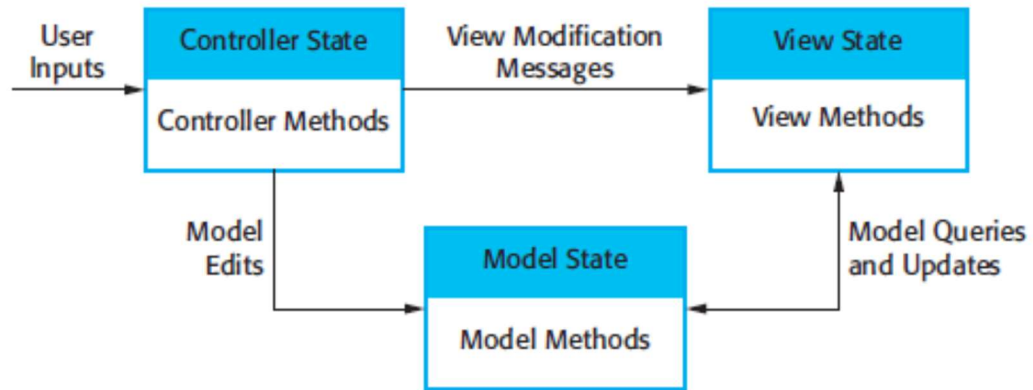 User
Inputs
Controller State
Controller Methods
View Modification
Messages
View State
View Methods
Model
Edits
Model State
Model Methods
Model Queries
and Updates